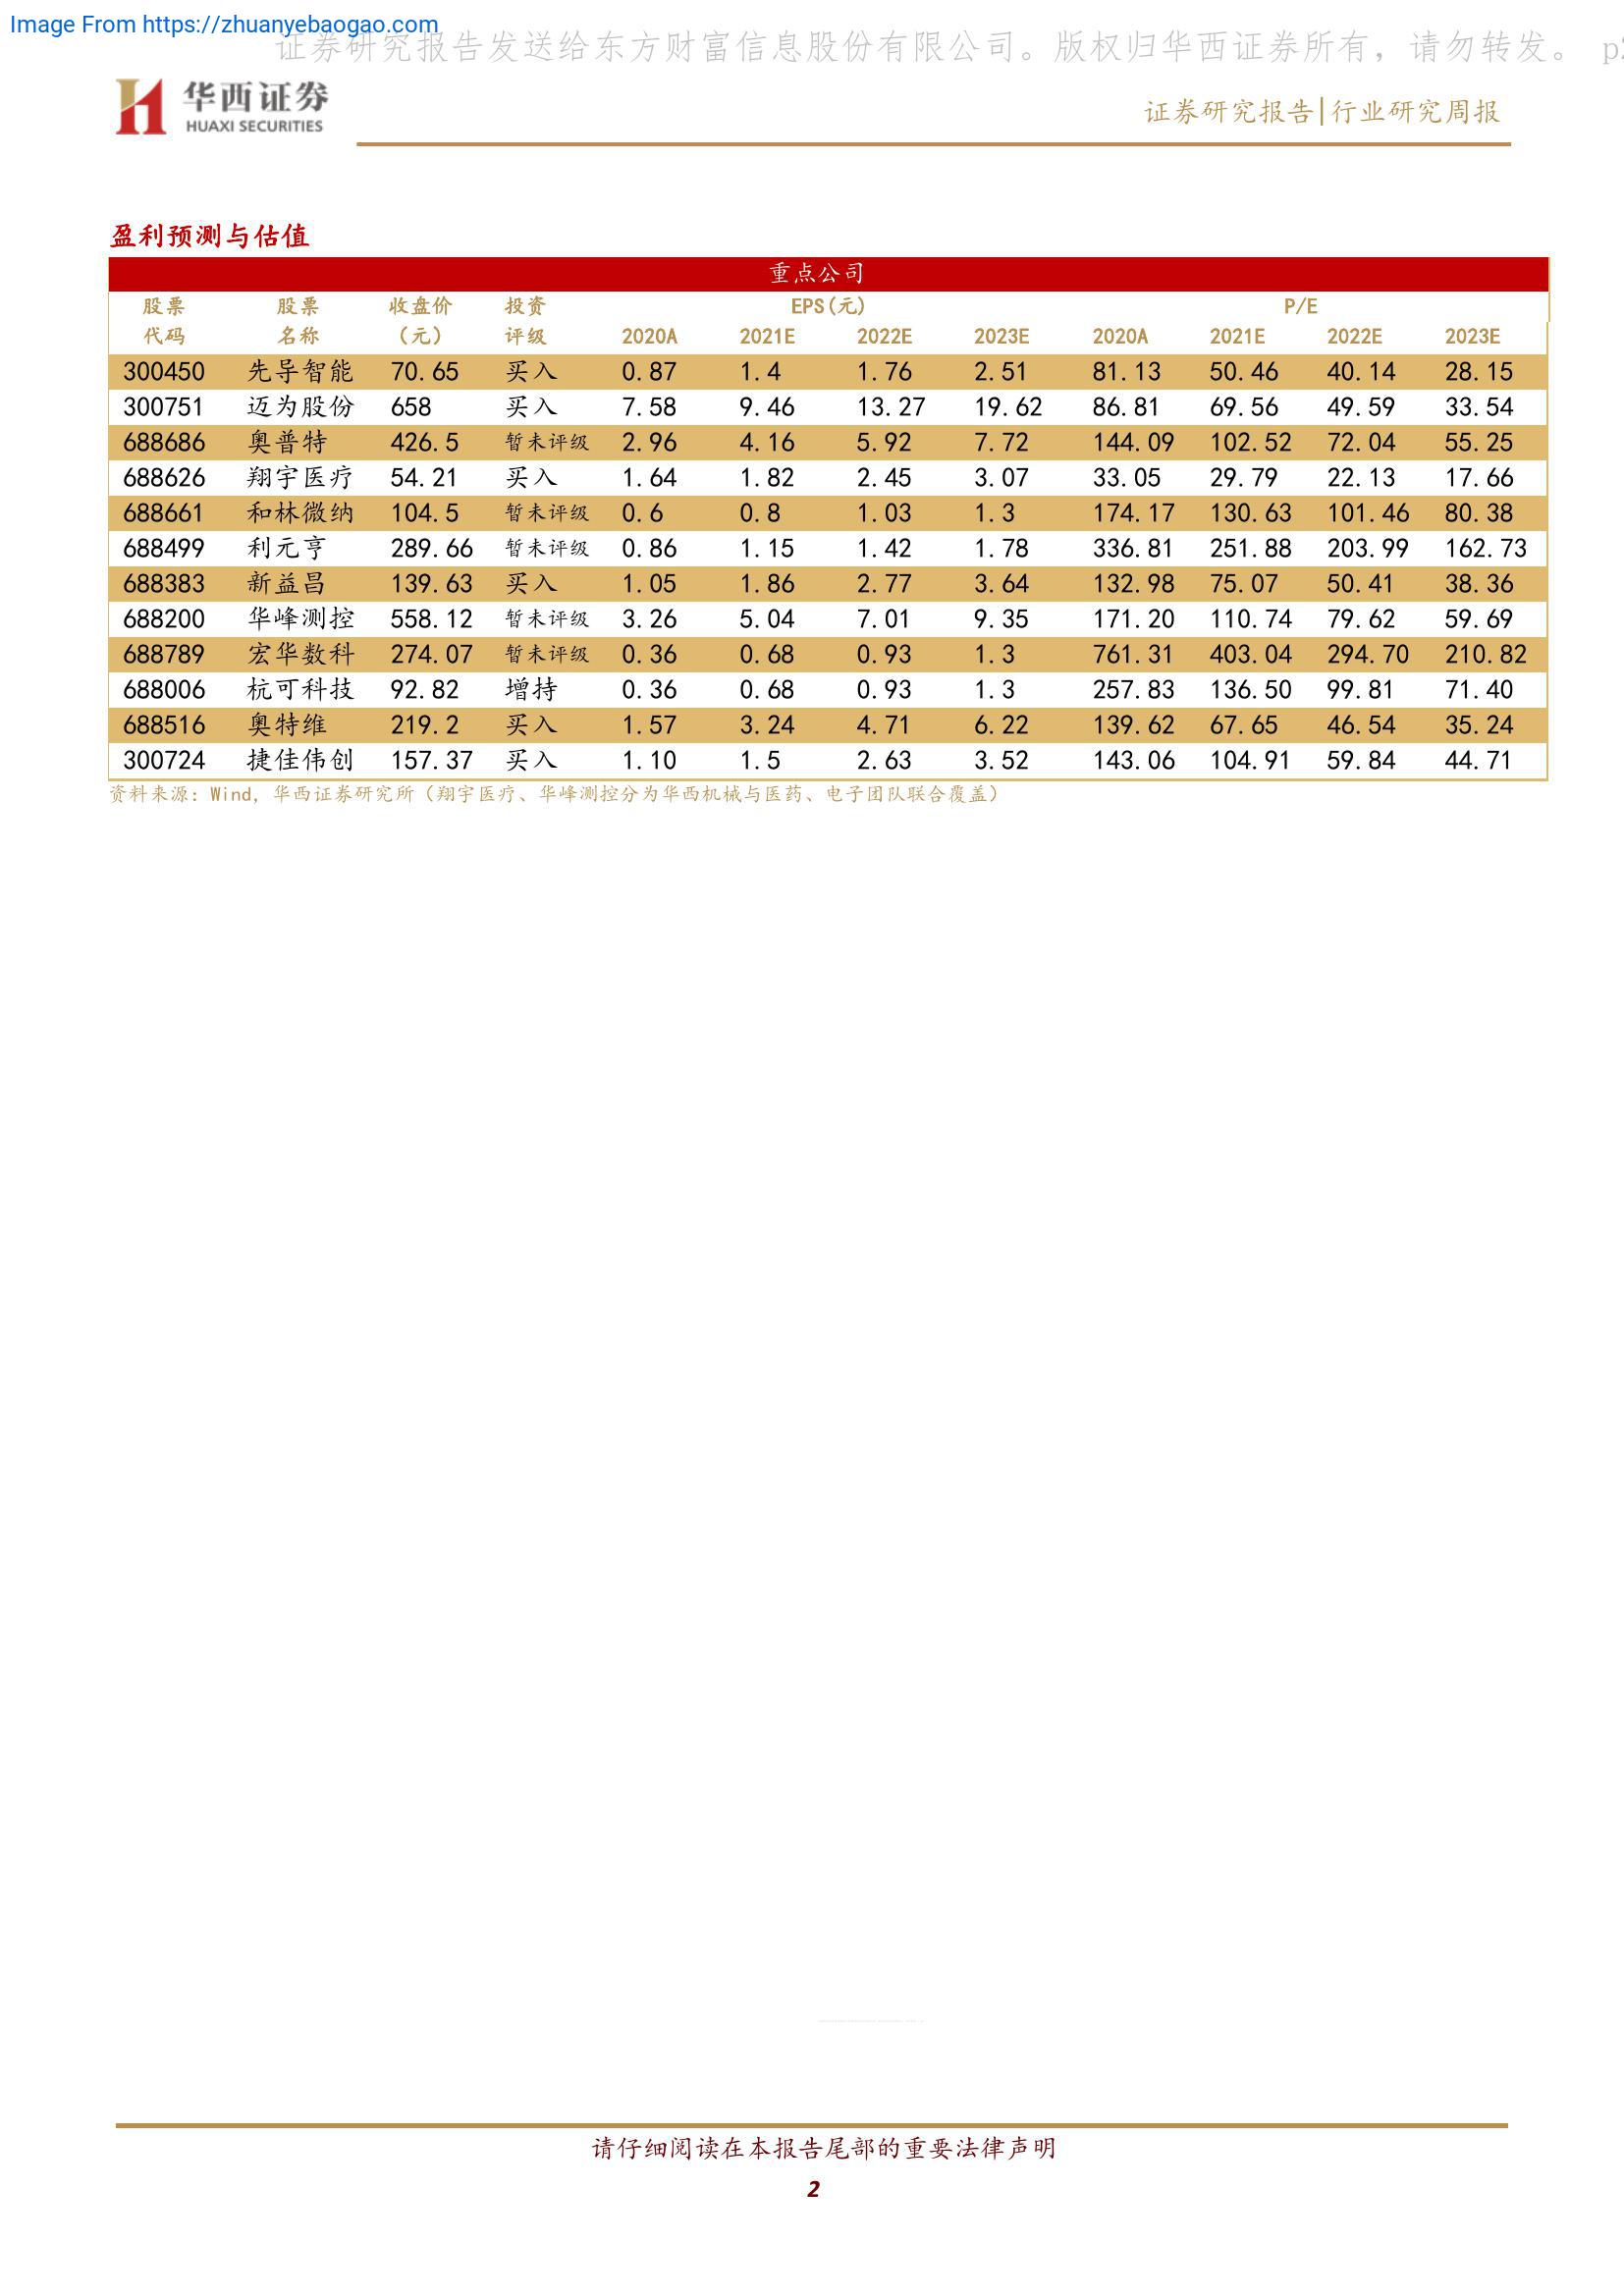 Image From https://zhuanyebaogao.com
证券研究报告发送给东方财富信息股份有限公司。版权归华西证券所有，请勿转发。 p2
华西证券
HUAXI SECURITIES
证券研究报告|行业研究周报
盈利预测与估值
重点公司
股票 股票 收盘价 投资 EPS(元) P/E
代码 名称 （元） 评级 2020A 2021E 2022E 2023E 2020A 2021E 2022E 2023E
300450 先导智能 70.65 买入 0.87 1.4 1.76 2.51 81.13 50.46 40.14 28.15
300751 迈为股份 658 买入 7.58 9.46 13.27 19.62 86.81 69.56 49.59 33.54
688686 奥普特 426.5 暂未评级 2.96 4.16 5.92 7.72 144.09 102.52 72.04 55.25
688626 翔宇医疗 54.21 买入 1.64 1.82 2.45 3.07 33.05 29.79 22.13 17.66
688661 和林微纳 104.5 暂未评级 0.6 0.8 1.03 1.3 174.17 130.63 101.46 80.38
688499 利元亨 289.66 暂未评级 0.86 1.15 1.42 1.78 336.81 251.88 203.99 162.73
688383 新益昌 139.63 买入 1.05 1.86 2.77 3.64 132.98 75.07 50.41 38.36
688200 华峰测控 558.12 暂未评级 3.26 5.04 7.01 9.35 171.20 110.74 79.62 59.69
688789 宏华数科 274.07 暂未评级 0.36 0.68 0.93 1.3 761.31 403.04 294.70 210.82
688006 杭可科技 92.82 增持 0.36 0.68 0.93 1.3 257.83 136.50 99.81 71.40
688516 奥特维 219.2 买入 1.57 3.24 4.71 6.22 139.62 67.65 46.54 35.24
300724 捷佳伟创 157.37 买入 1.10 1.5 2.63 3.52 143.06 104.91 59.84 44.71
资料来源：Wind，华西证券研究所（翔宇医疗、华峰测控分为华西机械与医药、电子团队联合覆盖）
请仔细阅读在本报告尾部的重要法律声明
2